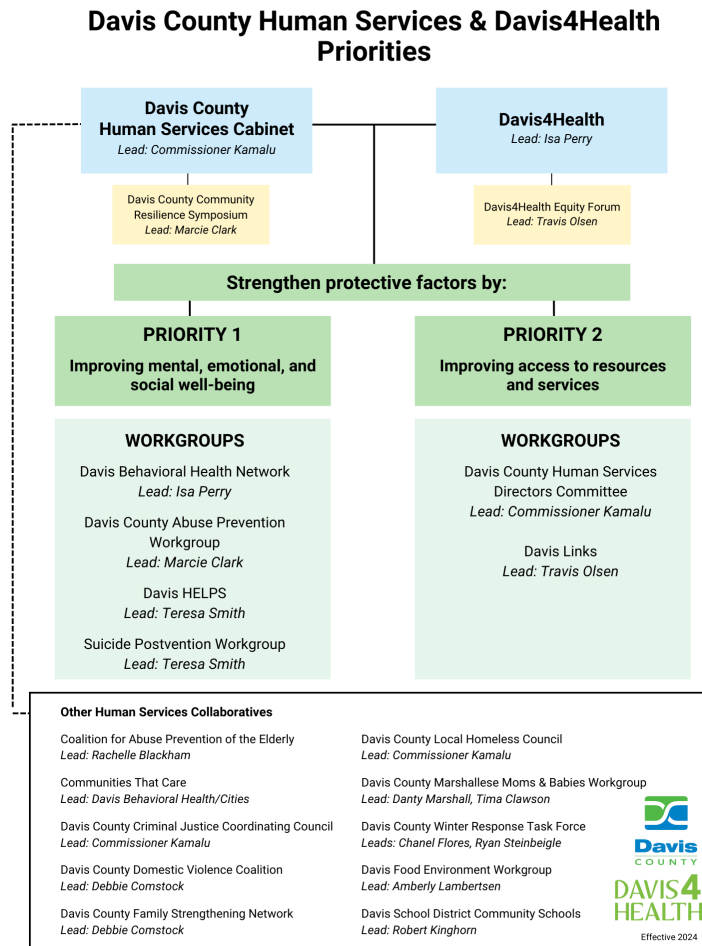 Davis County Human Services & Davis4Health
Priorities
Davis County
Human Services Cabinet
Lead: Commissioner Kamalu
Davis4Health
Lead: Isa Perry
Davis County Community
Resilience Symposium
Lead: Marcie Clark
Davis4Health Equity Forum
Lead: Travis Olsen
Strengthen protective factors by:
PRIORITY 1
Improving mental, emotional, and
social well-being
PRIORITY 2
Improving access to resources
and services
WORKGROUPS
Davis Behavioral Health Network
Lead: Isa Perry
Davis County Abuse Prevention
Workgroup
Lead: Marcie Clark
Davis HELPS
Lead: Teresa Smith
Suicide Postvention Workgroup
Lead: Teresa Smith
WORKGROUPS
Davis County Human Services
Directors Committee
Lead: Commissioner Kamalu
Davis Links
Lead: Travis Olsen
Other Human Services Collaboratives
Coalition for Abuse Prevention of the Elderly
Lead: Rachelle Blackham
Communities That Care
Lead: Davis Behavioral Health/Cities
Davis County Criminal Justice Coordinating Council
Lead: Commissioner Kamalu
Davis County Domestic Violence Coalition
Lead: Debbie Comstock
Davis County Family Strengthening Network
Lead: Debbie Comstock
Davis County Local Homeless Council
Lead: Commissioner Kamalu
Davis County Marshallese Moms & Babies Workgroup
Lead: Danty Marshall, Tima Clawson
Davis County Winter Response Task Force
Leads: Chanel Flores, Ryan Steinbeigle
Davis Food Environment Workgroup
Lead: Amberly Lambertsen
Davis School District Community Schools
Lead: Robert Kinghorn
Davis
COUNTY
DAVIS4
HEALTH
Effective 2024